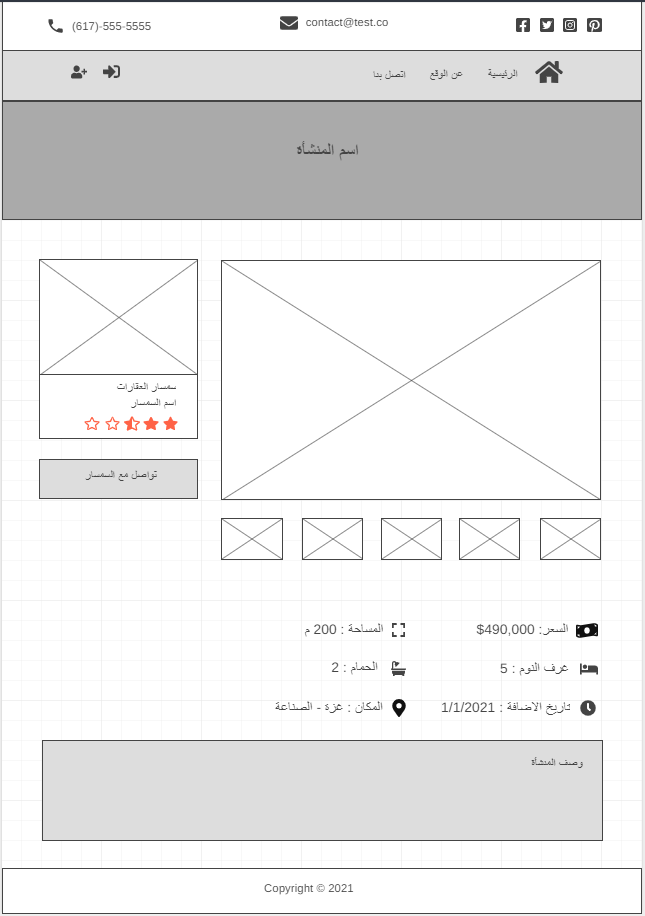 (617)-555-5555
contact@test.co
الرئيسية
عن الوقع
اتصل بنا
اسم المنشأة
سمسار العقارات
اسم السمسار
تواصل مع السمسار
السعر: 490,000$
المساحة : 200 م
غرف النوم : 5
الحمام : 2
تاريخ الاضافة : 1/1/2021
المكان : غزة - الصناعة
وصف المنشأة
Copyright © 2021